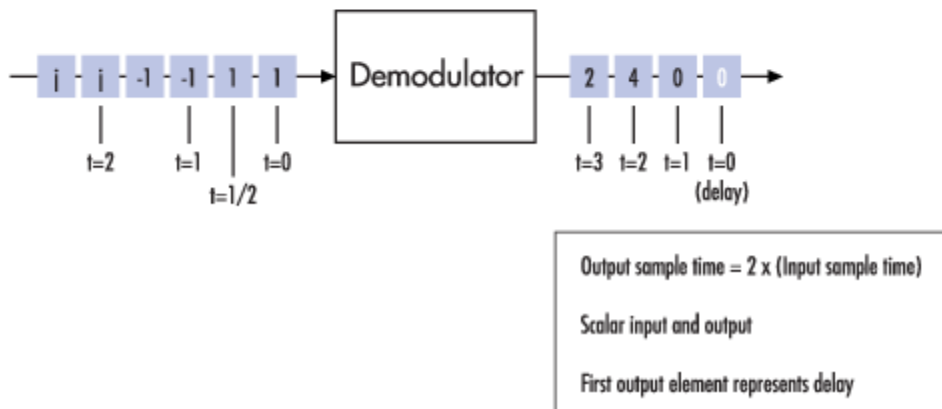 j j -1 -1 1 1 Demodulator 2 4 0 0
t=2 t=1 t=0 t=3 t=2 t=1 t=0
t=1/2 (delay)
Output sample time = 2 x (Input sample time)
Scalar input and output
First output element represents delay